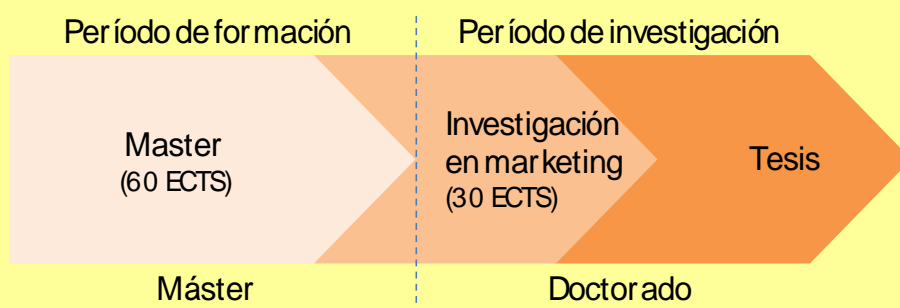 Período de formación
Período de investigación
Master
(60 ECTS)
Investigación
en marketing
(30 ECTS)
Tesis
Máster
Doctorado